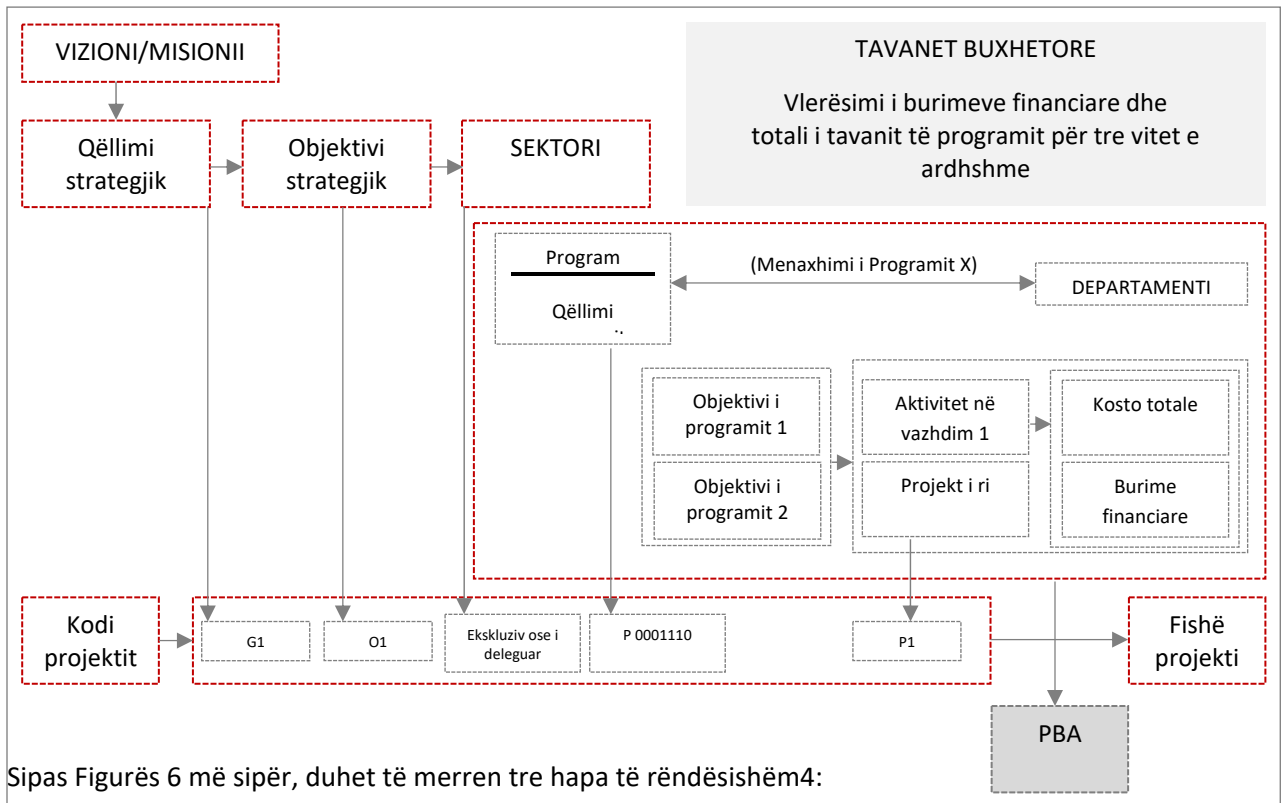 VIZIONI/MISIONII
TAVANET BUXHETORE
Vlerësimi i burimeve financiare dhe
totali i tavanit të programit për tre vitet e
ardhshme
Qëllimi
strategjik
Objektivi
strategjik
SEKTORI
Program
Qëllimi
(Menaxhimi i Programit X)
DEPARTAMENTI
Objektivi i
programit 1
Objektivi i
programit 2
Aktivitet në
vazhdim 1
Projekt i ri
Kosto totale
Burime
financiare
Kodi
projektit
G1
O1
Ekskluziv ose i
deleguar
P 0001110
P1
Fishë
projekti
PBA
Sipas Figurës 6 më sipër, duhet të merren tre hapa të rëndësishëm4: